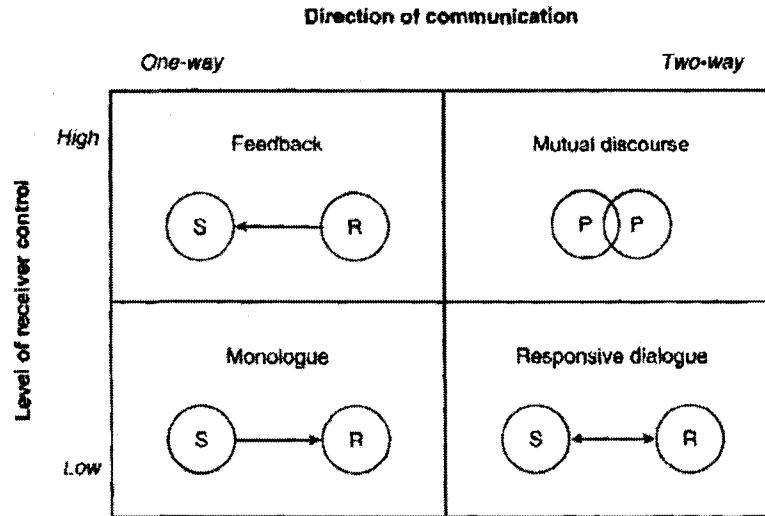 Direction of communication
One-way
Two-way
High
Feedback
Mutual discourse
S
R
P
P
Level of receiver control
Monologue
Responsive dialogue
S
R
S
R
Low